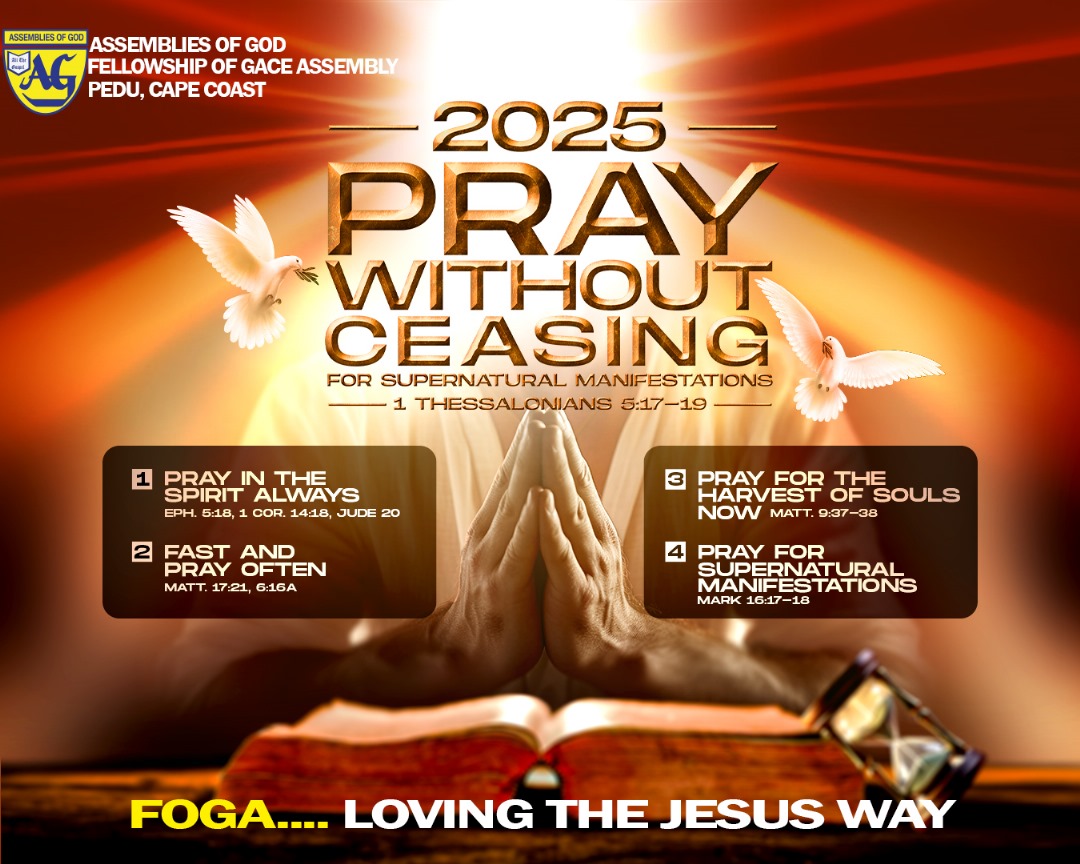 ASSEMBLIES OF GOD
All The
Gospel
AG
ASSEMBLIES OF GOD
FELLOWSHIP OF GACE ASSEMBLY
PEDU, CAPE COAST
2025
PRAY
WITHOUT
CEASING
FOR SUPERNATURAL MANIFESTATIONS
1 THESSALONIANS 5:17-19
1 PRAY IN THE
SPIRIT ALWAYS
EPH. 5:18, 1 COR. 14:18, JUDE 20
2 FAST AND
PRAY OFTEN
MATT. 17:21, 6:16A
3 PRAY FOR THE
HARVEST OF SOULS
NOW MATT. 9:37-38
4 PRAY FOR
SUPERNATURAL
MANIFESTATIONS
MARK 16:17-18
FOGA.... LOVING THE JESUS WAY